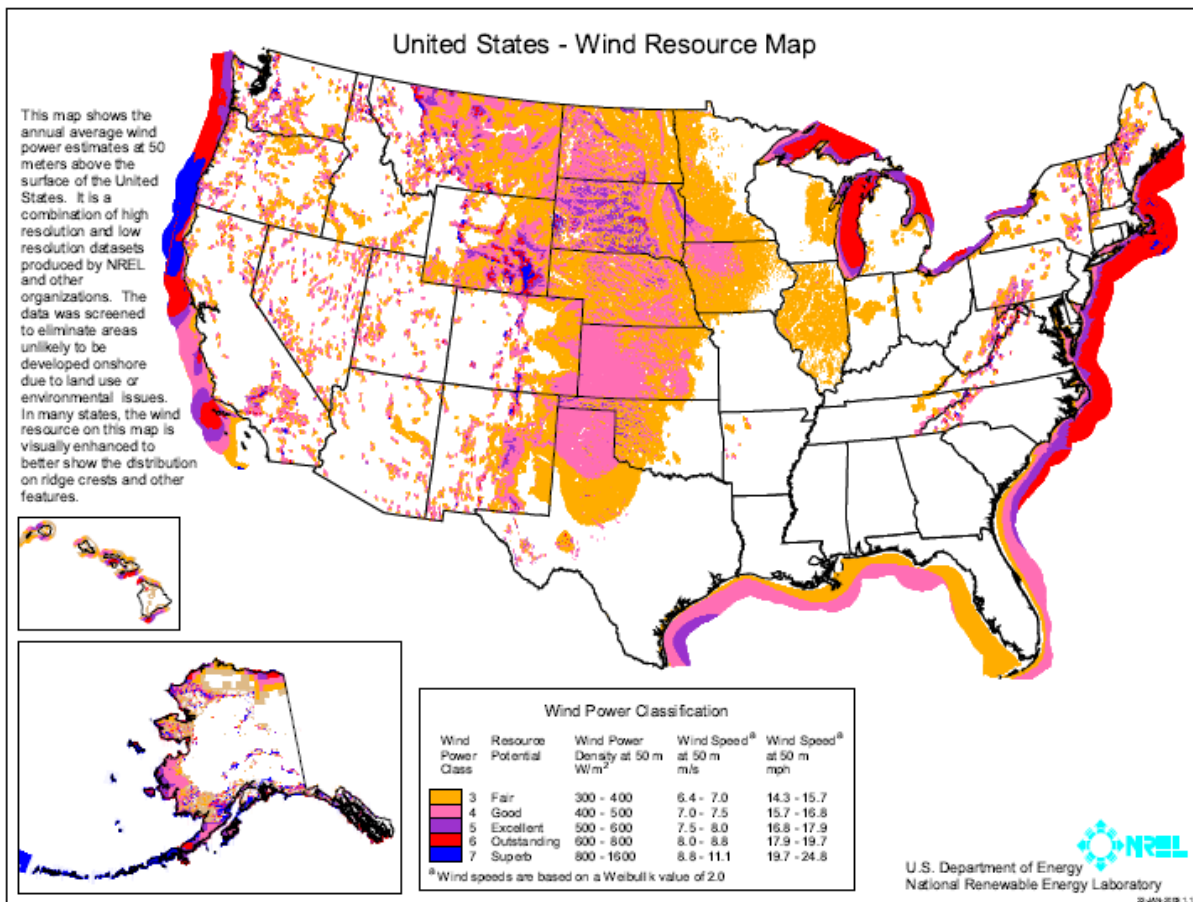 United States - Wind Resource Map
This map shows the
annual average wind
power estimates at 50
meters above the
surface of the United
States. It is a
combination of high
resolution and low
resolution datasets
produced by NREL
and other
organizations. The
data was screened
to eliminate areas
unlikely to be
developed onshore
due to land use or
environmental issues.
In many states, the wind
resource on this map is
visually enhanced to
better show the distribution
on ridge crests and other
features.
Wind Power Classification
Wind Resource Wind Power Wind Speed a Wind Speed a
Power Potential Density at 50 m at 50 m at 50 m
Class W/m2 m/s mph
3 Fair 300 - 400 6.4 - 7.0 14.3 - 15.7
4 Good 400 - 500 7.0 - 7.5 15.7 - 16.8
5 Excellent 500 - 600 7.5 - 8.0 16.8 - 17.9
6 Outstanding 600 - 800 8.0 - 8.8 17.9 - 19.7
7 Superb 800 - 1600 8.8 - 11.1 19.7 - 24.8
a Wind speeds are based on a Weibull k value of 2.0
NREL
U.S. Department of Energy
National Renewable Energy Laboratory